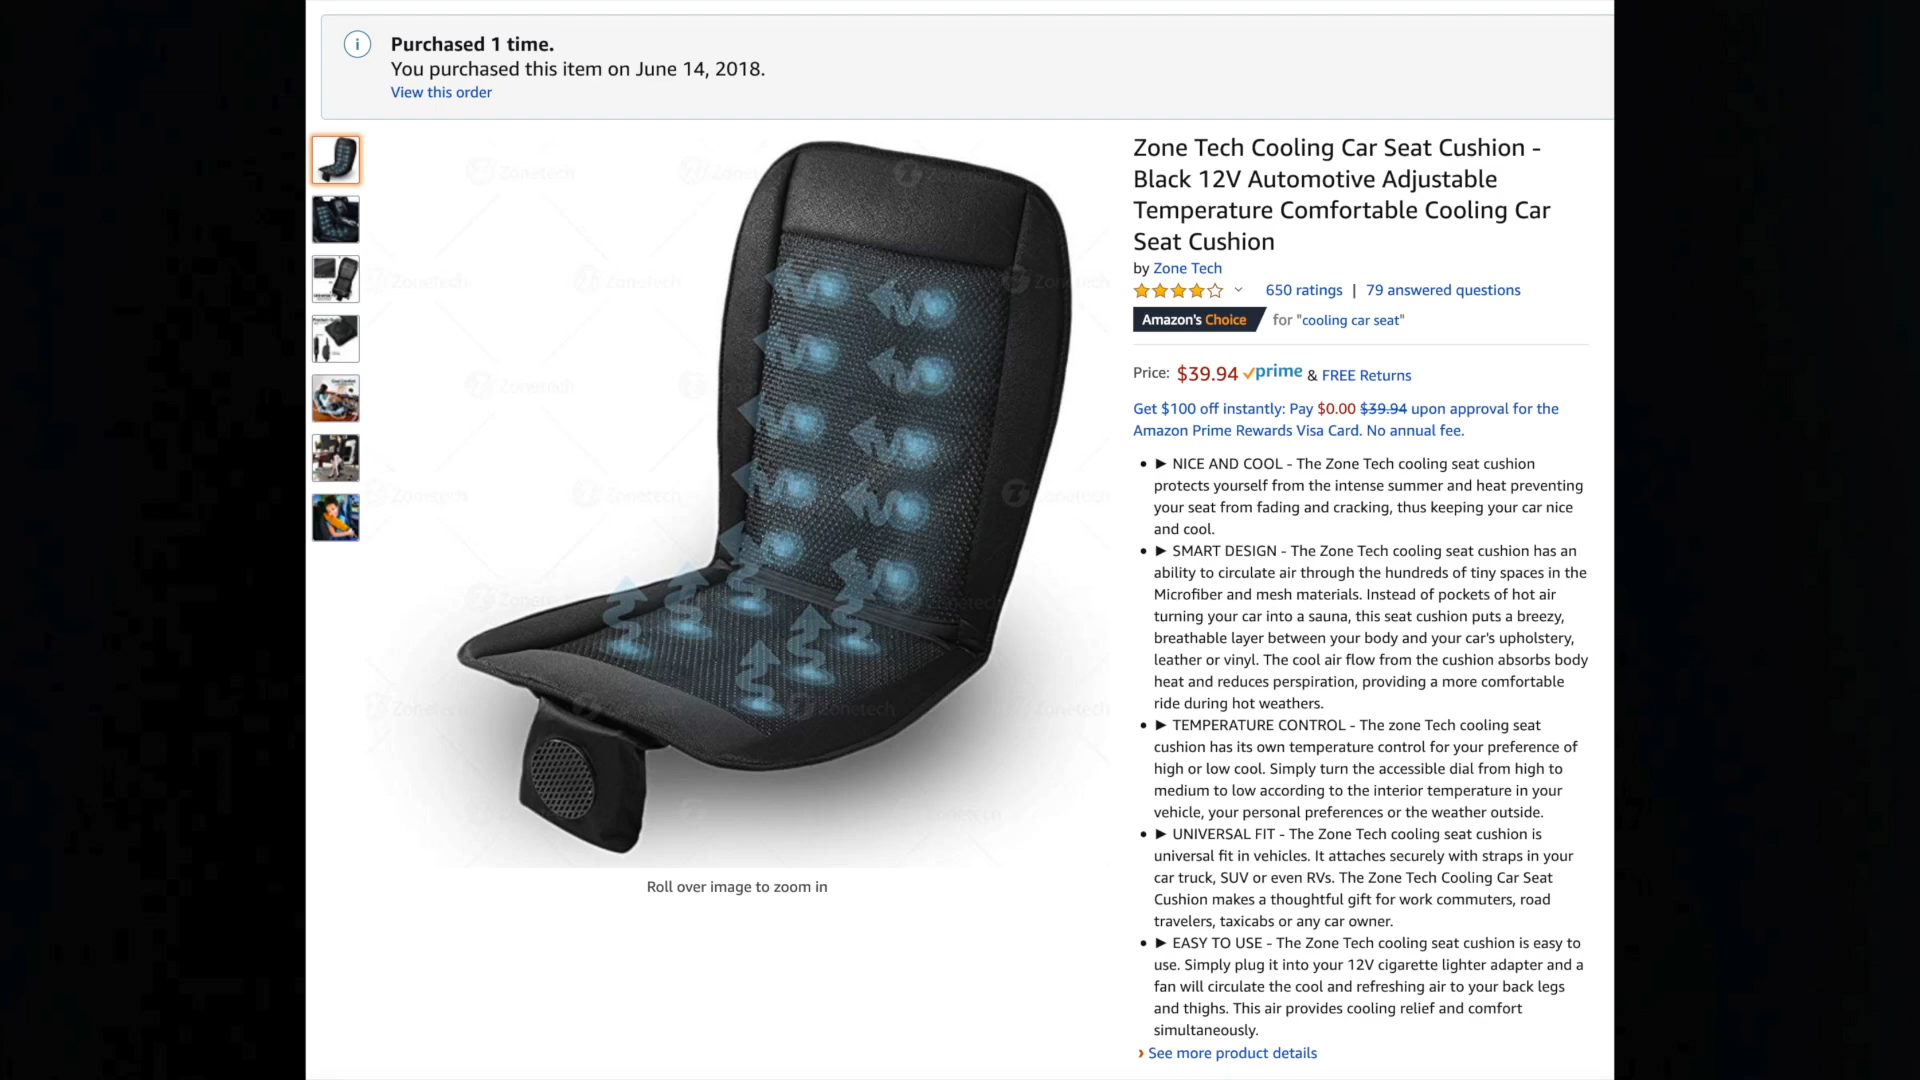 Purchased 1 time.
You purchased this item on June 14, 2018.
View this order
Zone Tech Cooling Car Seat Cushion -
Black 12V Automotive Adjustable
Temperature Comfortable Cooling Car
Seat Cushion
by Zone Tech
650 ratings | 79 answered questions
Amazon's Choice for "cooling car seat"
Price: $39.94 prime & FREE Returns
Get $100 off instantly: Pay $0.00 $39.94 upon approval for the
Amazon Prime Rewards Visa Card. No annual fee.
• ► NICE AND COOL - The Zone Tech cooling seat cushion
protects yourself from the intense summer and heat preventing
your seat from fading and cracking, thus keeping your car nice
and cool.
• ► SMART DESIGN - The Zone Tech cooling seat cushion has an
ability to circulate air through the hundreds of tiny spaces in the
Microfiber and mesh materials. Instead of pockets of hot air
turning your car into a sauna, this seat cushion puts a breezy,
breathable layer between your body and your car's upholstery,
leather or vinyl. The cool air flow from the cushion absorbs body
heat and reduces perspiration, providing a more comfortable
ride during hot weathers.
• ► TEMPERATURE CONTROL - The zone Tech cooling seat
cushion has its own temperature control for your preference of
high or low cool. Simply turn the accessible dial from high to
medium to low according to the interior temperature in your
vehicle, your personal preferences or the weather outside.
• ► UNIVERSAL FIT - The Zone Tech cooling seat cushion is
universal fit in vehicles. It attaches securely with straps in your
car truck, SUV or even RVs. The Zone Tech Cooling Car Seat
Cushion makes a thoughtful gift for work commuters, road
travelers, taxicabs or any car owner.
• ► EASY TO USE - The Zone Tech cooling seat cushion is easy to
use. Simply plug it into your 12V cigarette lighter adapter and a
fan will circulate the cool and refreshing air to your back legs
and thighs. This air provides cooling relief and comfort
simultaneously.
› See more product details
Roll over image to zoom in
Zonetech